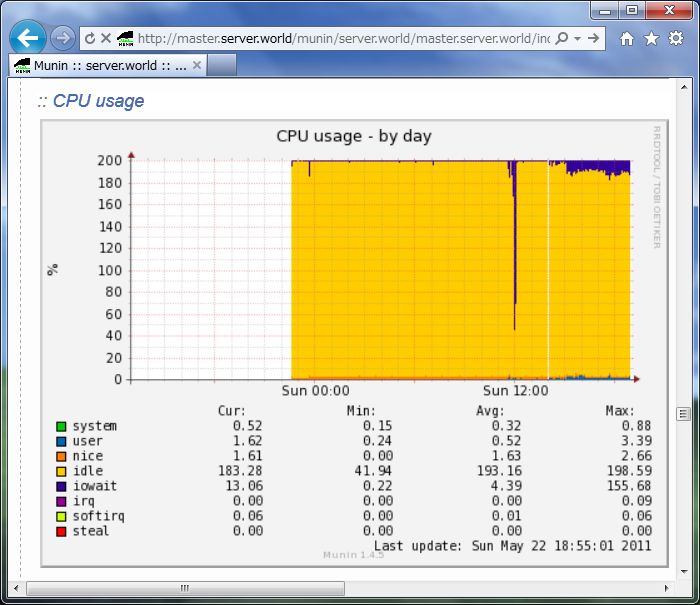 http://master.server.world/munin/server.world/master.server.world/in
MUNIN
Munin :: server.world :: ...
:: CPU usage
CPU usage - by day
RRDTOOL / TOBI OETIKER
200
180
160
140
120
100
80
60
40
20
0
%
Sun 00:00 Sun 12:00
Cur: Min: Avg: Max:
system 0.52 0.15 0.32 0.88
user 1.62 0.24 0.52 3.39
nice 1.61 0.00 1.63 2.66
idle 183.28 41.94 193.16 198.59
iowait 13.06 0.22 4.39 155.68
irq 0.00 0.00 0.00 0.09
softirq 0.06 0.00 0.01 0.06
steal 0.00 0.00 0.00 0.00
Last update: Sun May 22 18:55:01 2011
Munin 1.4.5